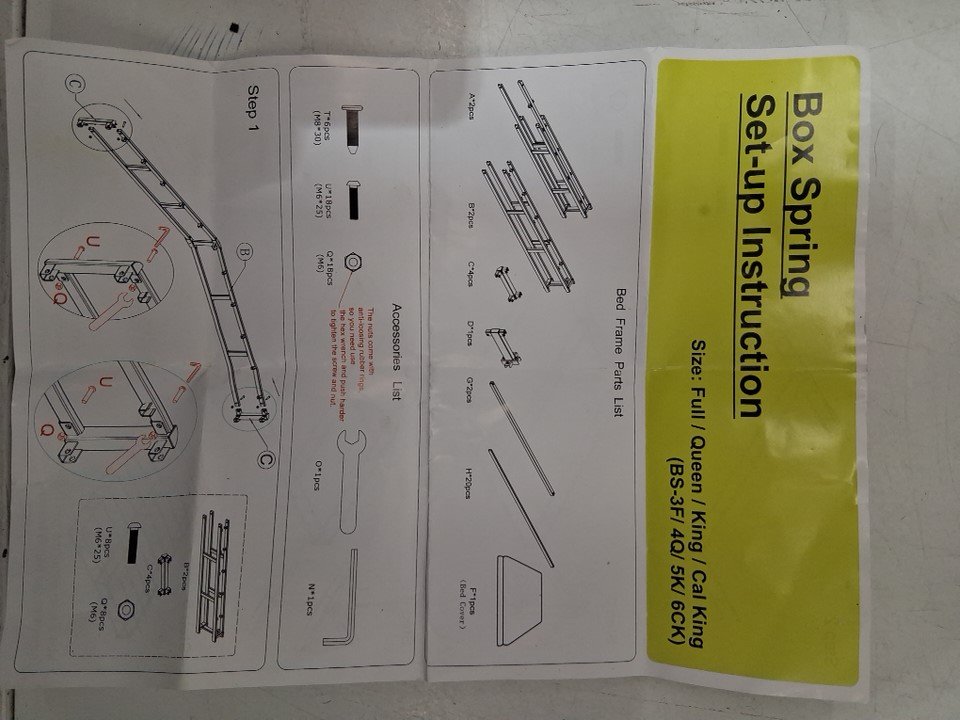 Box Spring
Set-up Instruction
Size: Full / Queen / King / Cal King
(BS-3F/ 4Q/ 5K/ 6CK)
Bed Frame Parts List
A*2pcs
B*2pcs
C*4pcs
D*1pcs
G*2pcs
H*20pcs
F*1pcs
(Bed Cover)
Accessories List
T*6pcs
(M8*30)
U*18pcs
(M6*25)
Q*18pcs
(M6)
The nuts come with
anti-loosing rubber rings,
so you need use
the hex wrench and push harder
to tighten the screw and nut.
O*1pcs
N*1pcs
Step 1
C
B
C
U
Q
U
Q
B*2pcs
C*4pcs
U*8pcs
(M6*25)
Q*8pcs
(M6)